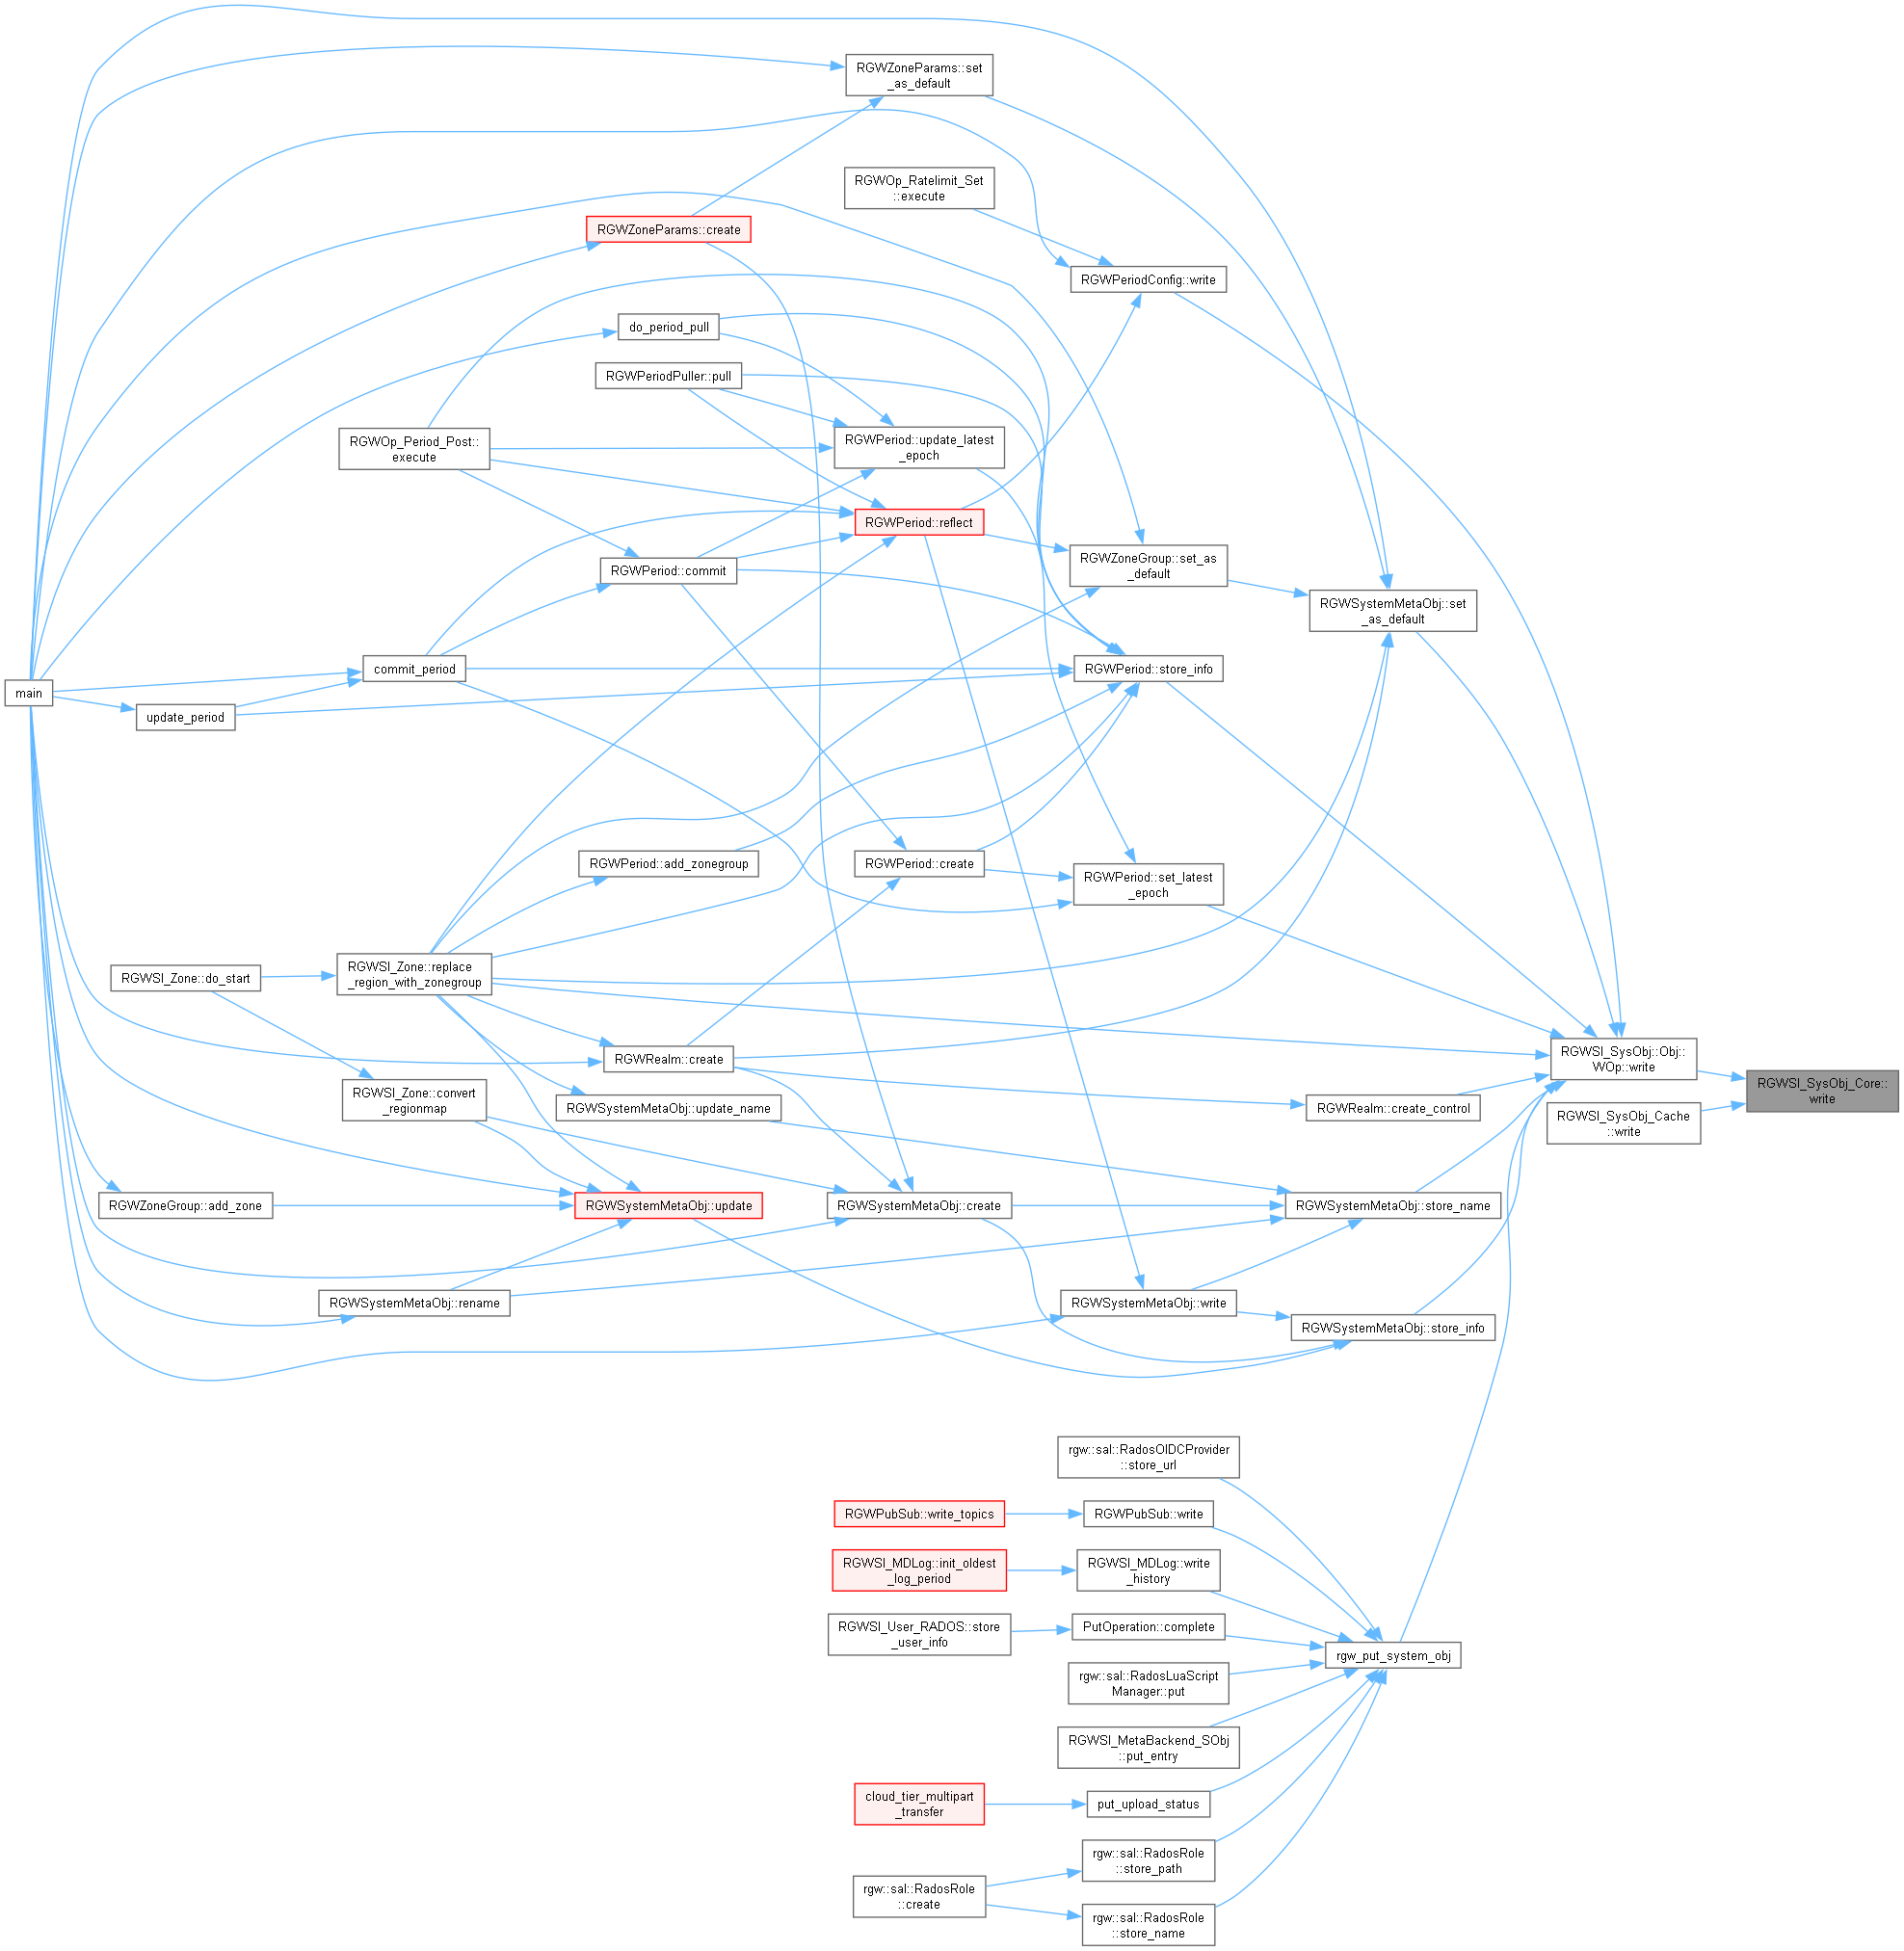 RGWZoneParams::set
_as_default
RGWOp_Ratelimit_Set
::execute
RGWZoneParams::create
RGWPeriodConfig::write
do_period_pull
RGWPeriodPuller::pull
RGWOp_Period_Post::
execute
RGWPeriod::update_latest
_epoch
RGWPeriod::reflect
RGWPeriod::commit
RGWZoneGroup::set_as
_default
RGWSystemMetaObj::set
_as_default
commit_period
RGWPeriod::store_info
main
update_period
RGWPeriod::add_zonegroup
RGWPeriod::create
RGWPeriod::set_latest
_epoch
RGWSI_Zone::do_start
RGWSI_Zone::replace
_region_with_zonegroup
RGWRealm::create
RGWSI_SysObj::Obj::
WOp::write
RGWSI_SysObj_Core::
write
RGWSI_Zone::convert
_regionmap
RGWSystemMetaObj::update_name
RGWRealm::create_control
RGWSI_SysObj_Cache
::write
RGWZoneGroup::add_zone
RGWSystemMetaObj::update
RGWSystemMetaObj::create
RGWSystemMetaObj::store_name
RGWSystemMetaObj::rename
RGWSystemMetaObj::write
RGWSystemMetaObj::store_info
rgw::sal::RadosOIDCProvider
::store_url
RGWPubSub::write_topics
RGWPubSub::write
RGWSI_MDLog::init_oldest
_log_period
RGWSI_MDLog::write
_history
RGWSI_User_RADOS::store
_user_info
PutOperation::complete
rgw_put_system_obj
rgw::sal::RadosLuaScript
Manager::put
RGWSI_MetaBackend_SObj
::put_entry
cloud_tier_multipart
_transfer
put_upload_status
rgw::sal::RadosRole
::store_path
rgw::sal::RadosRole
::create
rgw::sal::RadosRole
::store_name